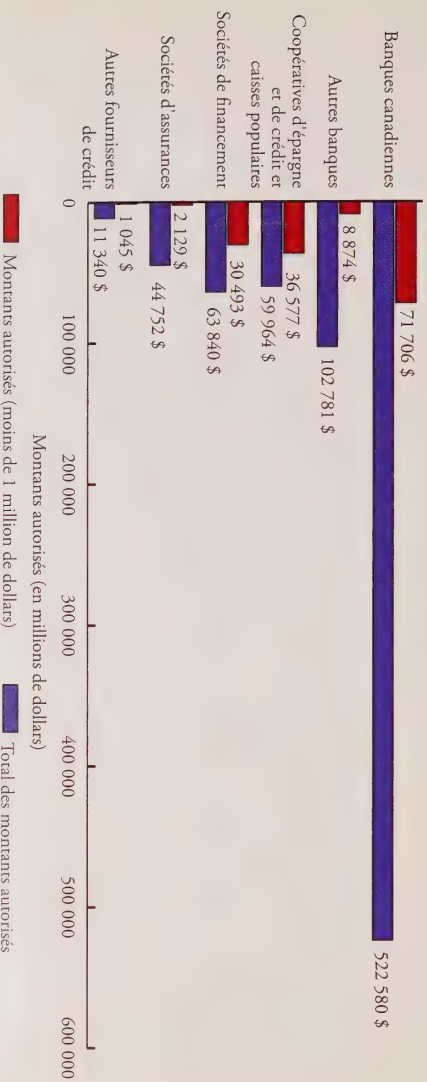 Banques canadiennes
71 706 $
522 580 $
Autres banques
8 874 $
102 781 $
Coopératives d'épargne
et de crédit et
caisses populaires
36 577 $
59 964 $
Sociétés de financement
30 493 $
63 840 $
Sociétés d'assurances
2 129 $
44 752 $
Autres fournisseurs
de crédit
1 045 $
11 340 $
0
100 000
200 000
300 000
400 000
500 000
600 000
Montants autorisés (en millions de dollars)
Montants autorisés (moins de 1 million de dollars)
Total des montants autorisés